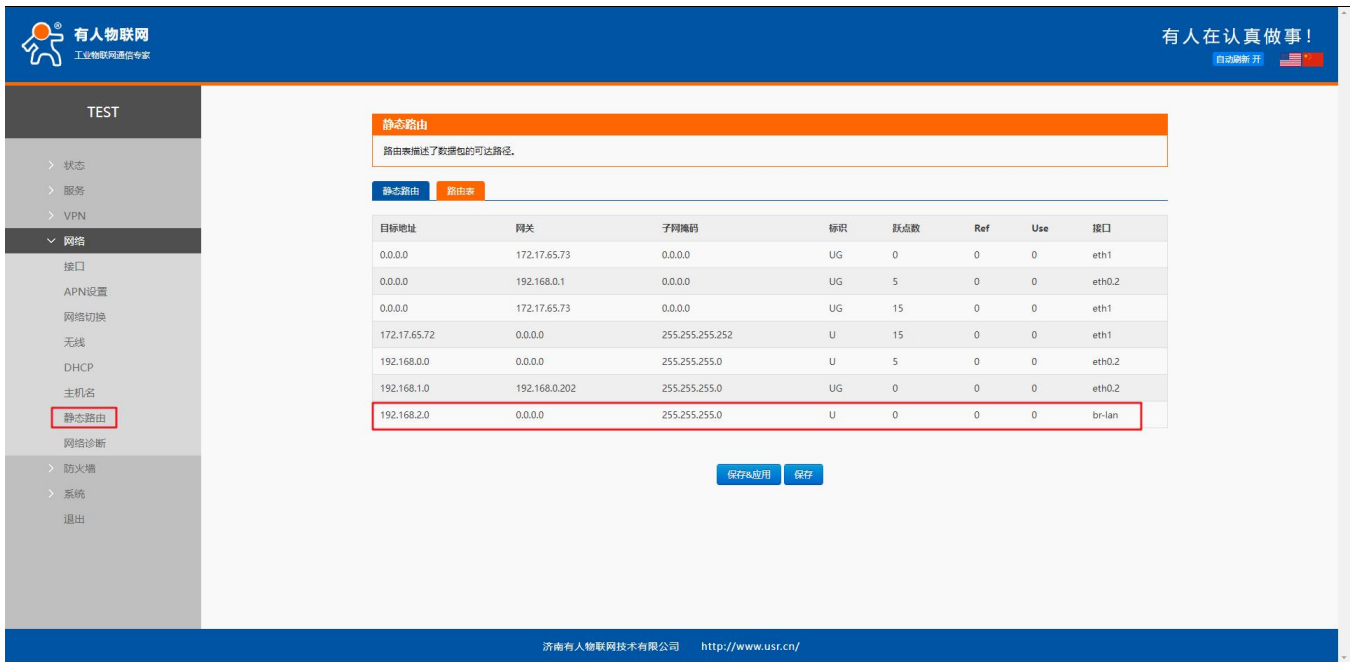 有人物联网
工业物联网通信专家
有人在认真做事!
自动刷新 开
TEST
状态
服务
VPN
网络
接口
APN设置
网络切换
无线
DHCP
主机名
静态路由
网络诊断
防火墙
系统
退出
静态路由
路由表描述了数据包的可达路径。
静态路由 路由表
目标地址 网关 子网掩码 标识 跃点数 Ref Use 接口
0.0.0.0 172.17.65.73 0.0.0.0 UG 0 0 0 eth1
0.0.0.0 192.168.0.1 0.0.0.0 UG 5 0 0 eth0.2
0.0.0.0 172.17.65.73 0.0.0.0 UG 15 0 0 eth1
172.17.65.72 0.0.0.0 255.255.255.252 U 15 0 0 eth1
192.168.0.0 0.0.0.0 255.255.255.0 U 5 0 0 eth0.2
192.168.1.0 192.168.0.202 255.255.255.0 UG 0 0 0 eth0.2
192.168.2.0 0.0.0.0 255.255.255.0 U 0 0 0 br-lan
保存&应用 保存
济南有人物联网技术有限公司 http://www.usr.cn/